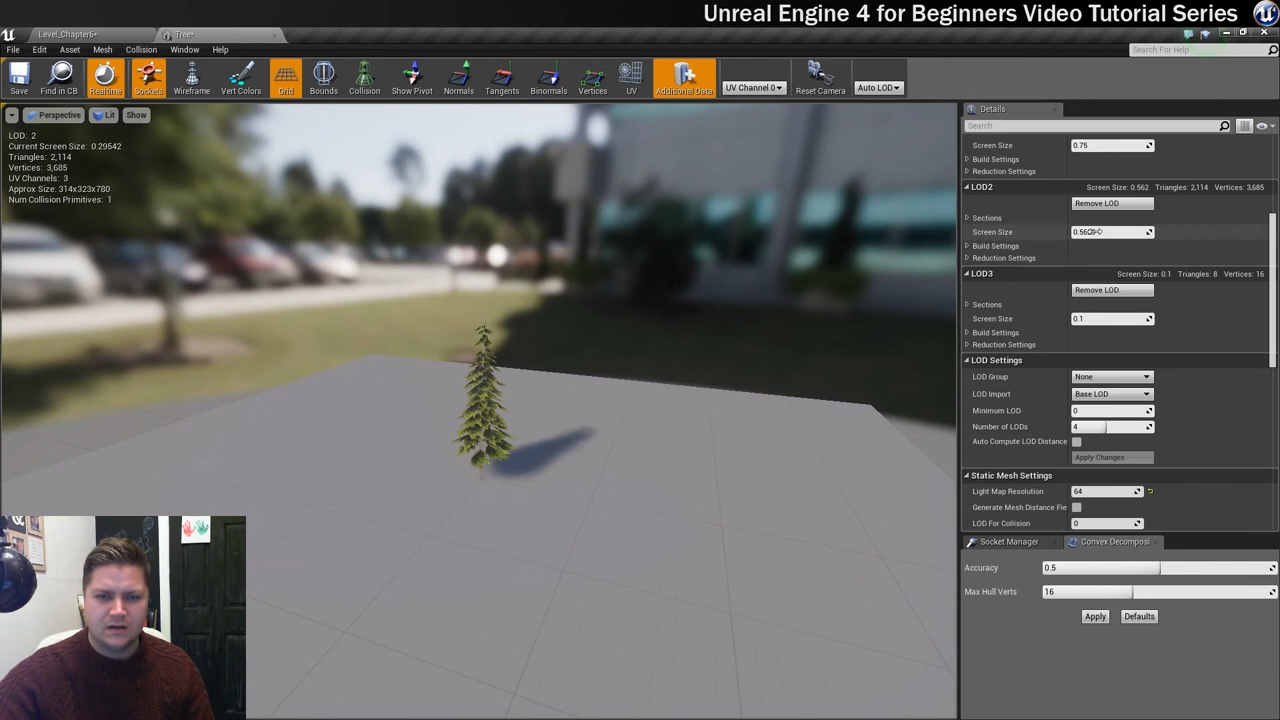 Unreal Engine 4 for Beginners Video Tutorial Series
Level_Chapter6*
Tree*
File Edit Asset Mesh Collision Window Help
Search For Help
Save Find in CB Realtime Sockets Wireframe Vert Colors Grid Bounds Collision Show Pivot Normals Tangents Binormals Vertices UV Additional Data UV Channel 0 Reset Camera Auto LOD
Perspective Lit Show
LOD: 2
Current Screen Size: 0.29542
Triangles: 2,114
Vertices: 3,685
UV Channels: 3
Approx Size: 314x323x780
Num Collision Primitives: 1
Details
Search
Screen Size 0.75
Build Settings
Reduction Settings
LOD2 Screen Size: 0.562 Triangles: 2,114 Vertices: 3,685
Remove LOD
Sections
Screen Size
Build Settings
Reduction Settings
LOD3 Screen Size: 0.1 Triangles: 8 Vertices: 16
Remove LOD
Sections
Screen Size 0.1
Build Settings
Reduction Settings
LOD Settings
LOD Group None
LOD Import Base LOD
Minimum LOD 0
Number of LODs 4
Auto Compute LOD Distance
Apply Changes
Static Mesh Settings
Light Map Resolution 64
Generate Mesh Distance Fie
LOD For Collision 0
Socket Manager Convex Decomposi
Accuracy 0.5
Max Hull Verts 16
Apply Defaults